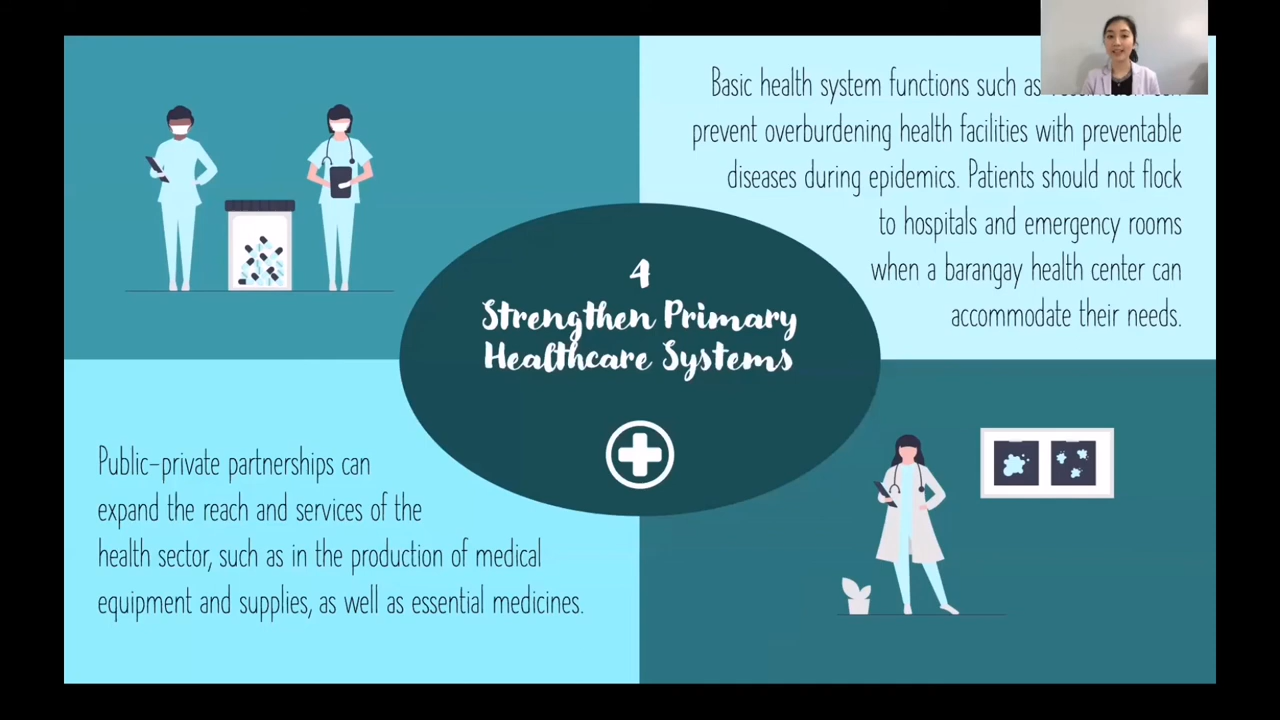 Basic health system functions such as
prevent overburdening health facilities with preventable
diseases during epidemics. Patients should not flock
to hospitals and emergency rooms
when a barangay health center can
accommodate their needs.
4
Strengthen Primary
Healthcare Systems
Public-private partnerships can
expand the reach and services of the
health sector, such as in the production of medical
equipment and supplies, as well as essential medicines.